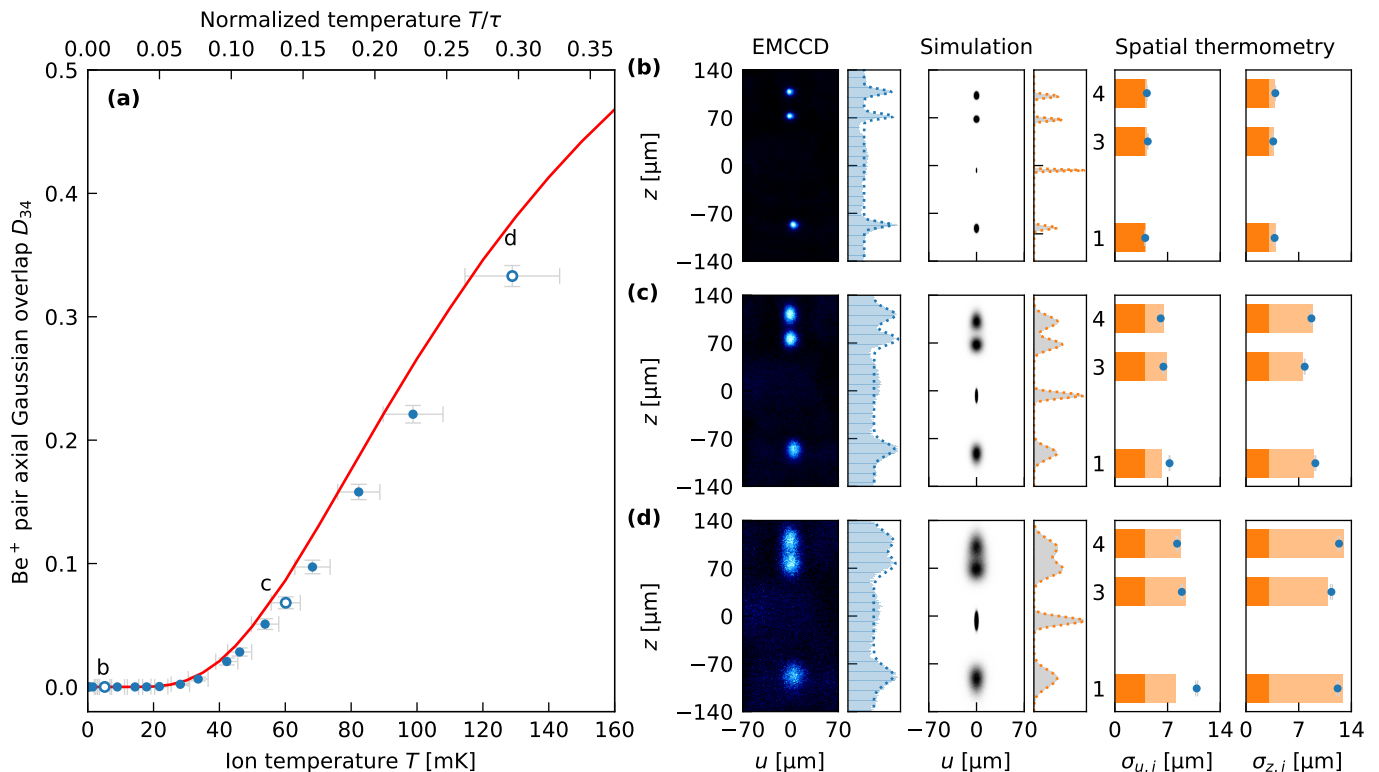 Normalized temperature T/τ
0.00 0.05 0.10 0.15 0.20 0.25 0.30 0.35
(a)
Be⁺ pair axial Gaussian overlap D₃₄
0.5
0.4
0.3
0.2
0.1
0.0
b
c
d
0 20 40 60 80 100 120 140 160
Ion temperature T [mK]
EMCCD Simulation Spatial thermometry
(b)
140
70
0
−70
−140
z [µm]
4
3
1
(c)
140
70
0
−70
−140
z [µm]
4
3
1
(d)
140
70
0
−70
−140
z [µm]
4
3
1
−70 0 70
u [µm]
−70 0 70
u [µm]
0 7 14
σᵤ,ᵢ [µm]
0 7 14
σ_z,i [µm]